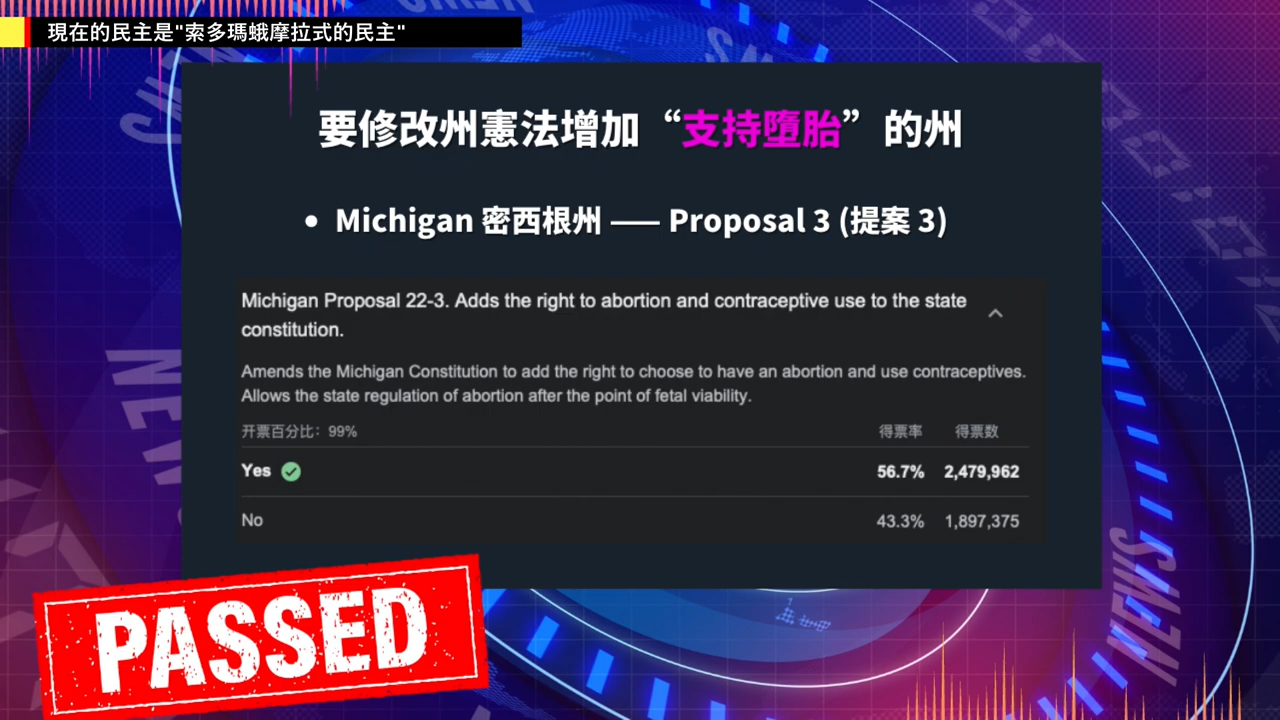 現在的民主是"索多瑪蛾摩拉式的民主"
要修改州憲法增加“支持墮胎”的州
• Michigan 密西根州 —— Proposal 3 (提案 3)
Michigan Proposal 22-3. Adds the right to abortion and contraceptive use to the state
constitution.
Amends the Michigan Constitution to add the right to choose to have an abortion and use contraceptives.
Allows the state regulation of abortion after the point of fetal viability.
开票百分比：99% 得票率 得票数
Yes 56.7% 2,479,962
No 43.3% 1,897,375
PASSED
NEWS
NEWS
NEWS